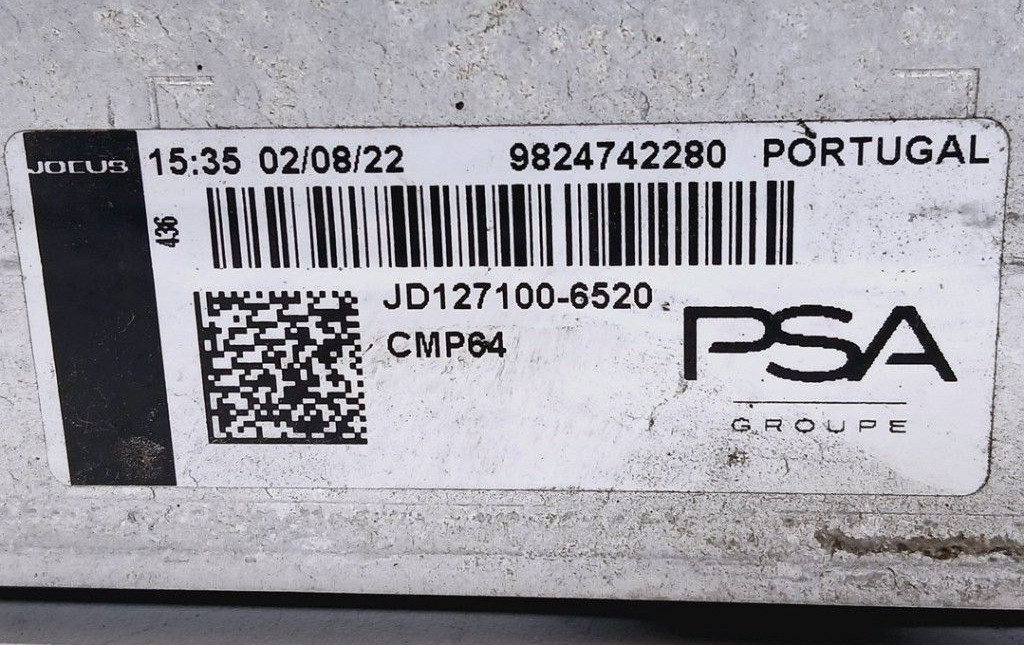 JOCUS 15:35 02/08/22 9824742280 PORTUGAL
436
JD127100-6520
CMP64
PSA
GROUPE